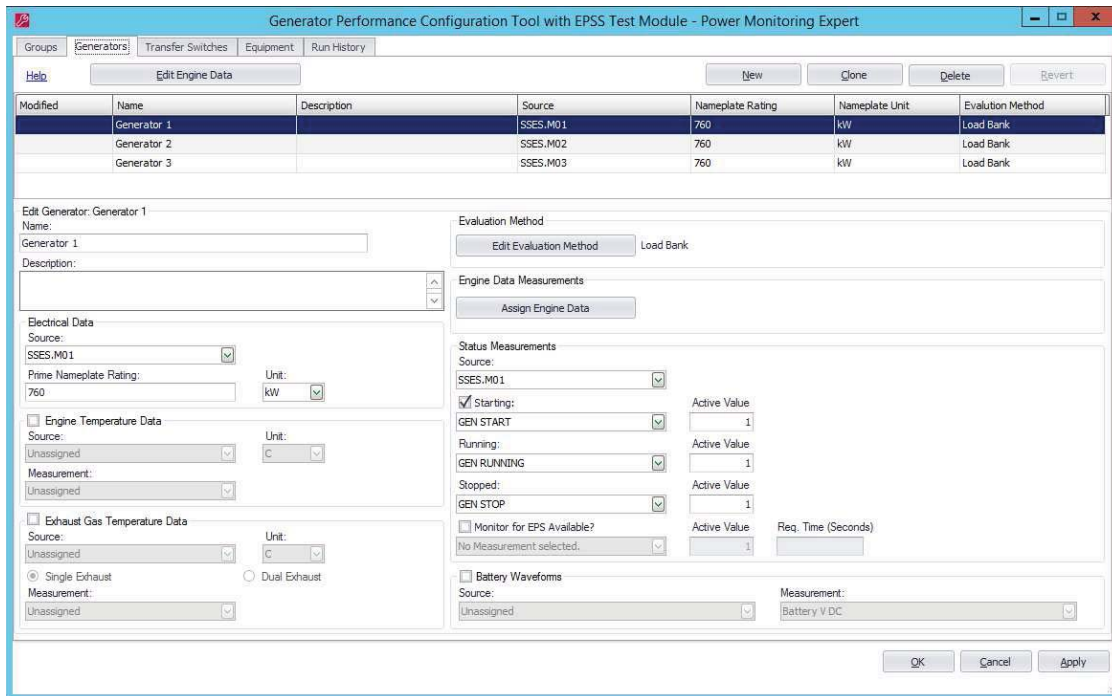 Generator Performance Configuration Tool with EPSS Test Module - Power Monitoring Expert
Groups Generators Transfer Switches Equipment Run History
Help Edit Engine Data New Clone Delete Revert
Modified Name Description Source Nameplate Rating Nameplate Unit Evalution Method
Generator 1 SSES.M01 760 kW Load Bank
Generator 2 SSES.M02 760 kW Load Bank
Generator 3 SSES.M03 760 kW Load Bank
Edit Generator: Generator 1
Name:
Generator 1
Description:
Electrical Data
Source:
SSES.M01
Prime Nameplate Rating: Unit:
760 kW
Engine Temperature Data
Source: Unit:
Unassigned C
Measurement:
Unassigned
Exhaust Gas Temperature Data
Source: Unit:
Unassigned C
Single Exhaust Dual Exhaust
Measurement:
Unassigned
Evaluation Method
Edit Evaluation Method Load Bank
Engine Data Measurements
Assign Engine Data
Status Measurements
Source:
SSES.M01
Starting: Active Value
GEN START 1
Running: Active Value
GEN RUNNING 1
Stopped: Active Value
GEN STOP 1
Monitor for EPS Available? Active Value Req. Time (Seconds)
No Measurement selected. 1
Battery Waveforms
Source: Measurement:
Unassigned Battery V DC
OK Cancel Apply